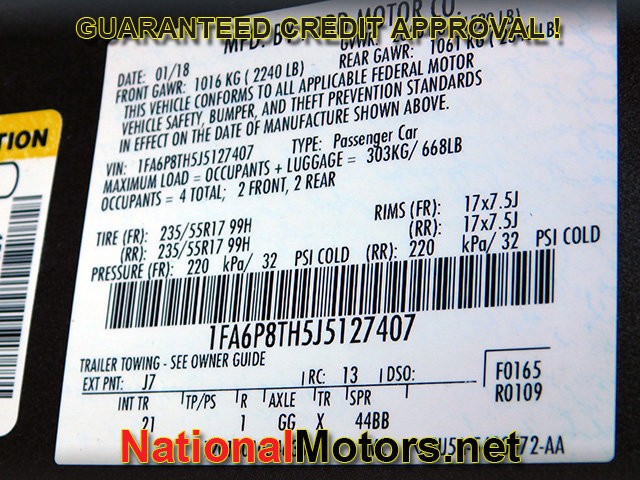 GUARANTEED CREDIT APPROVAL!
MFD. BY FORD MOTOR CO.
DATE: 01/18 GVWR:
FRONT GAWR: 1016 KG ( 2240 LB) REAR GAWR: 1061 KG
THIS VEHICLE CONFORMS TO ALL APPLICABLE FEDERAL MOTOR
VEHICLE SAFETY, BUMPER, AND THEFT PREVENTION STANDARDS
IN EFFECT ON THE DATE OF MANUFACTURE SHOWN ABOVE.
VIN: 1FA6P8TH5J5127407 TYPE: Passenger Car
MAXIMUM LOAD = OCCUPANTS + LUGGAGE = 303KG/ 668LB
OCCUPANTS = 4 TOTAL; 2 FRONT, 2 REAR
TIRE (FR): 235/55R17 99H RIMS (FR): 17x7.5J
(RR): 235/55R17 99H (RR): 17x7.5J
PRESSURE (FR): 220 kPa/ 32 PSI COLD (RR): 220 kPa/ 32 PSI COLD
1FA6P8TH5J5127407
TRAILER TOWING - SEE OWNER GUIDE
EXT PNT: J7 RC: 13 DSO: F0165
R0109
INT TR TP/PS R AXLE TR SPR
21 1 GG X 44BB
NationalMotors.net
72-AA
TION